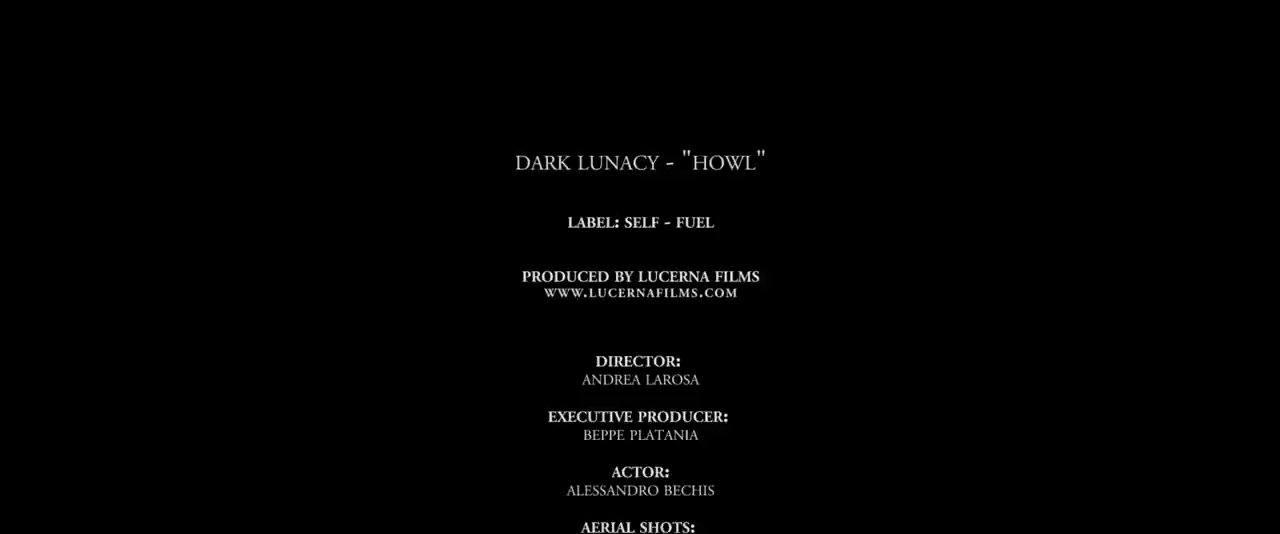 DARK LUNACY - "HOWL"
LABEL: SELF - FUEL
PRODUCED BY LUCERNA FILMS
WWW.LUCERNAFILMS.COM
DIRECTOR:
ANDREA LAROSA
EXECUTIVE PRODUCER:
BEPPE PLATANIA
ACTOR:
ALESSANDRO BECHIS
AERIAL SHOTS: